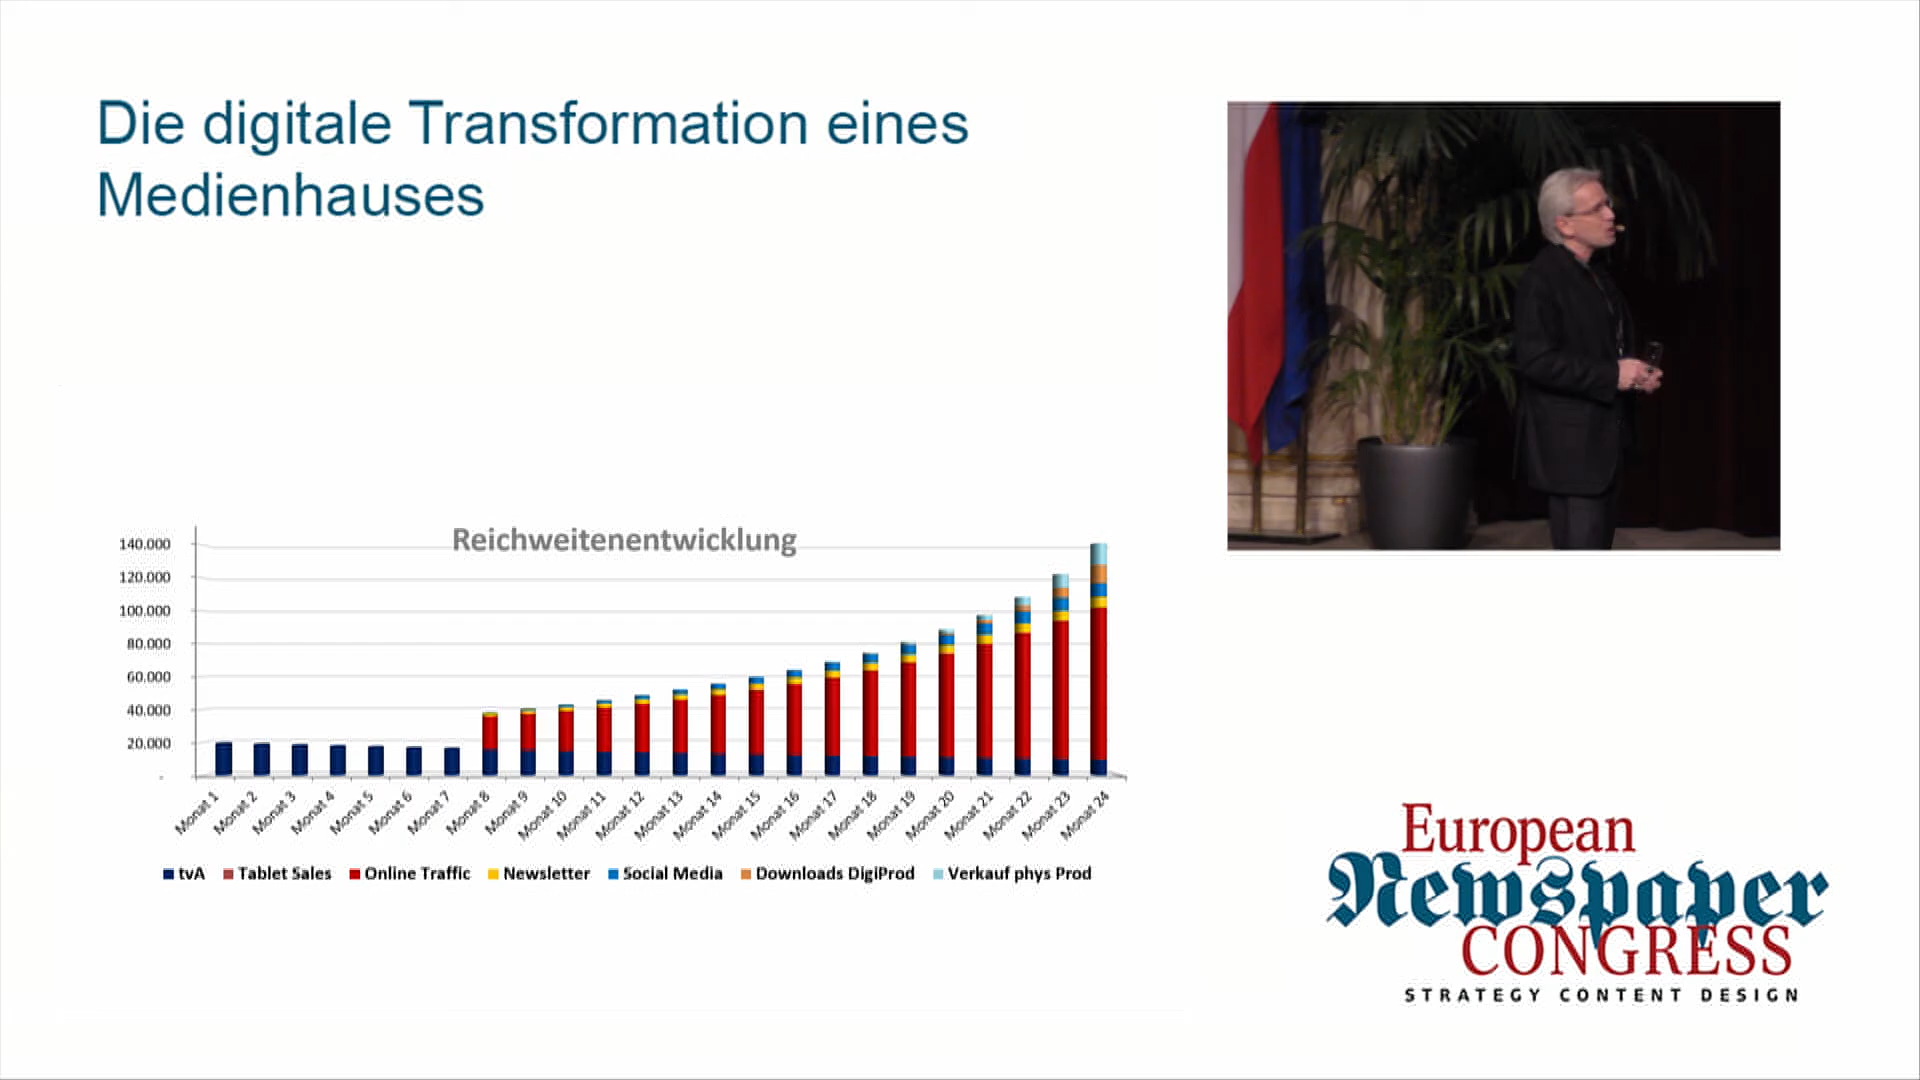 Die digitale Transformation eines
Medienhauses
Reichweitenentwicklung
140.000
120.000
100.000
80.000
60.000
40.000
20.000
-
Monat 1 Monat 2 Monat 3 Monat 4 Monat 5 Monat 6 Monat 7 Monat 8 Monat 9 Monat 10 Monat 11 Monat 12 Monat 13 Monat 14 Monat 15 Monat 16 Monat 17 Monat 18 Monat 19 Monat 20 Monat 21 Monat 22 Monat 23 Monat 24
tvA Tablet Sales Online Traffic Newsletter Social Media Downloads DigiProd Verkauf phys Prod
European
Newspaper
CONGRESS
STRATEGY CONTENT DESIGN